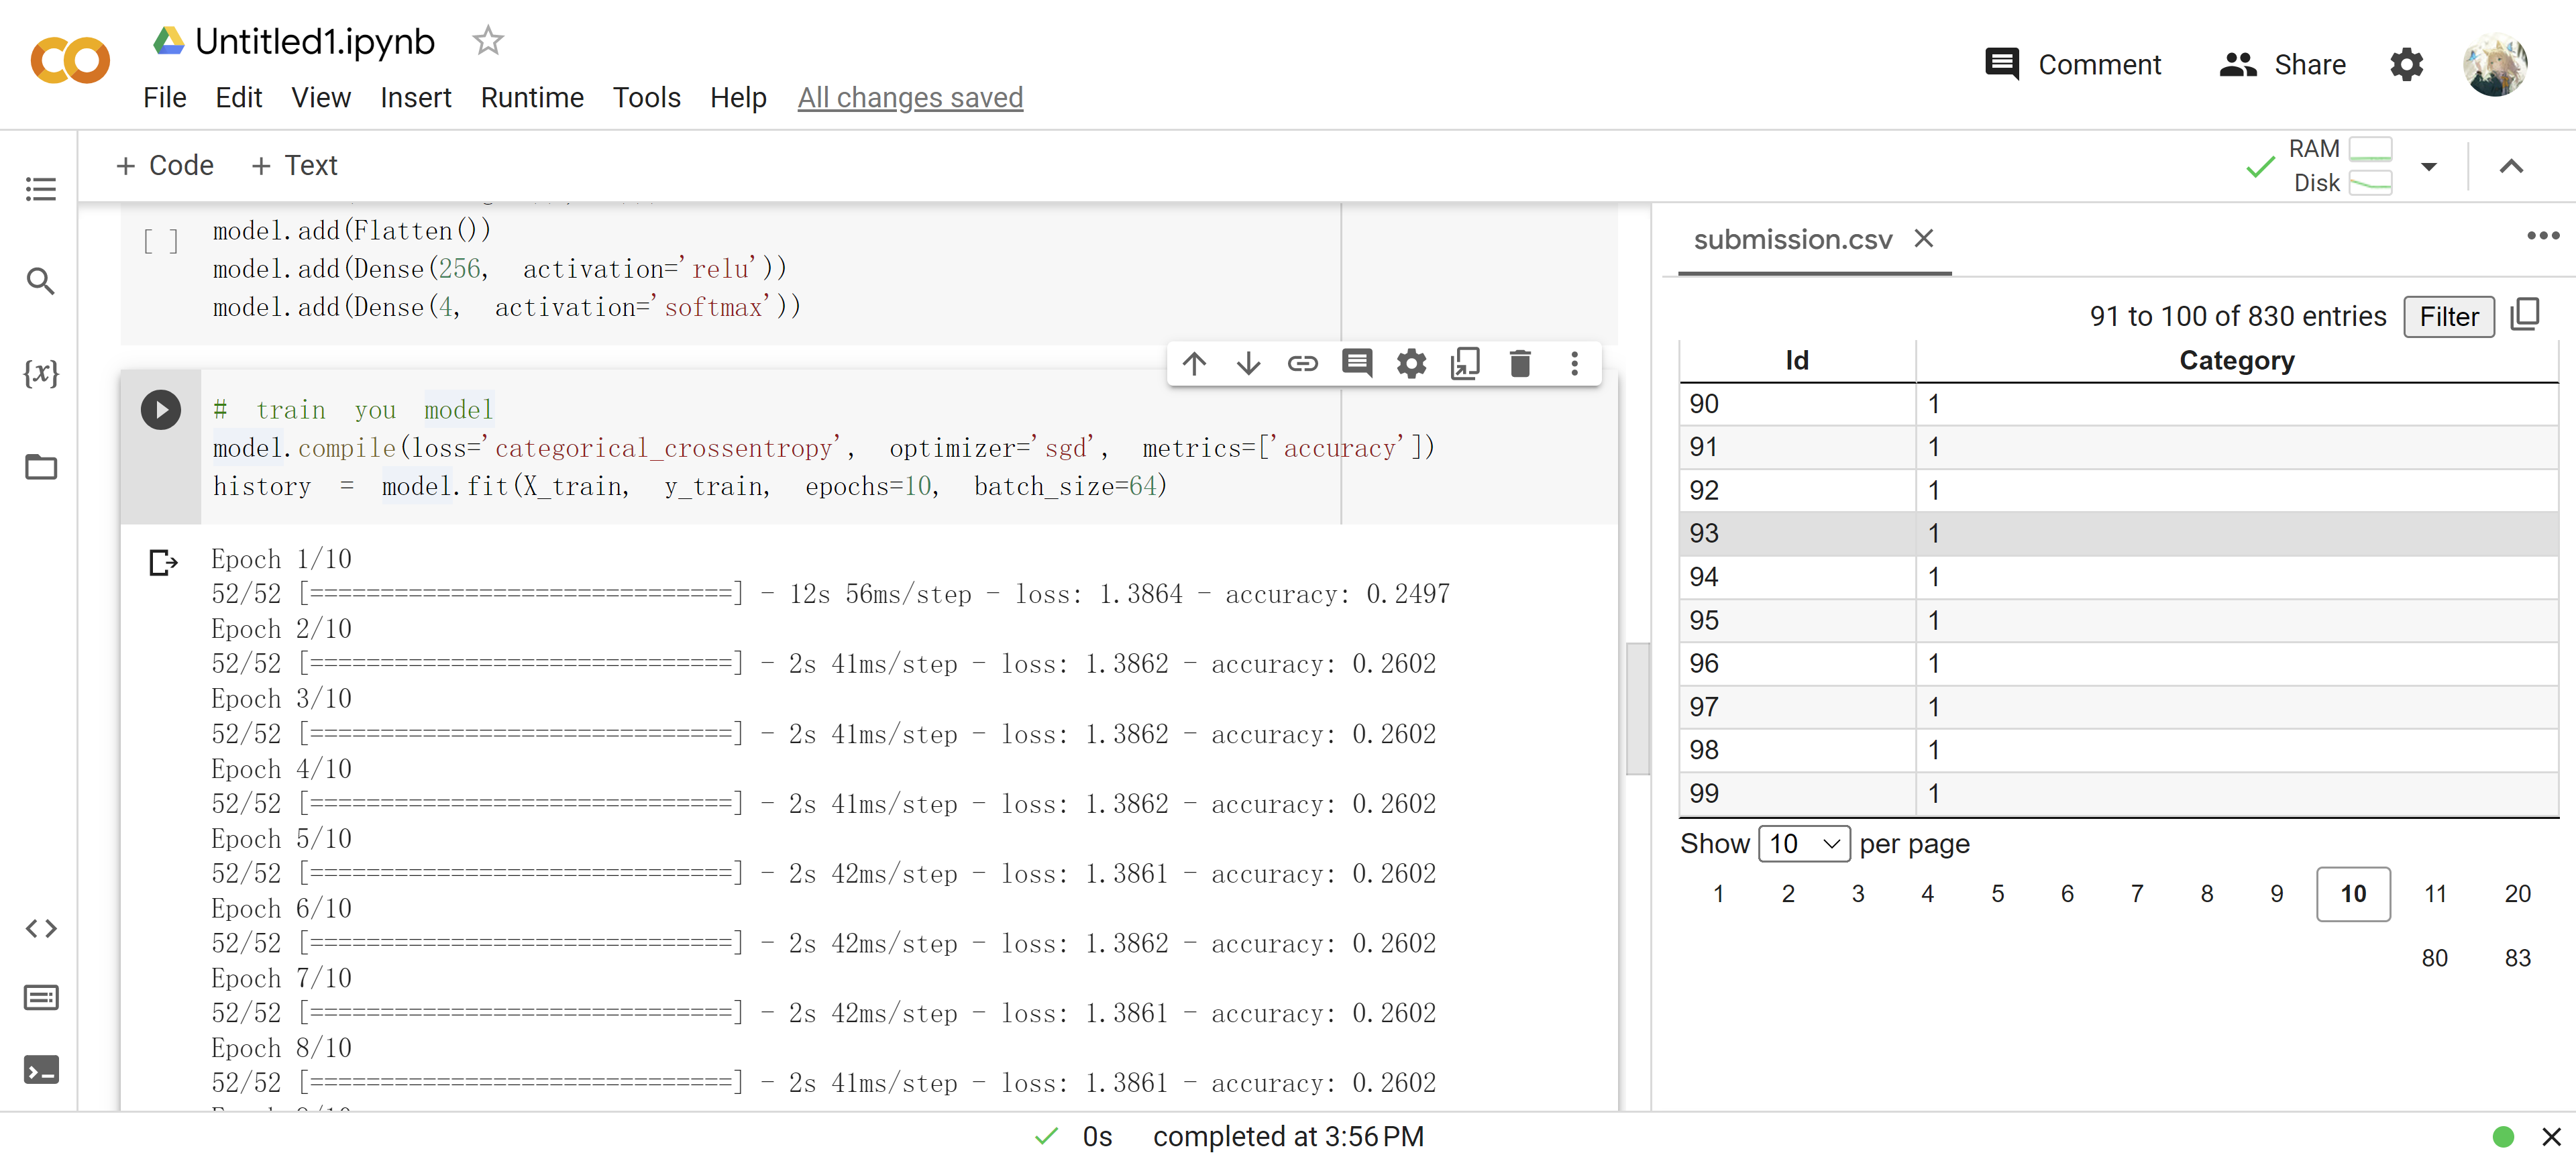 Untitled1.ipynb
Comment
Share
File Edit View Insert Runtime Tools Help All changes saved
+ Code + Text
RAM
Disk
[ ]
model.add(Flatten())
model.add(Dense(256, activation='relu'))
model.add(Dense(4, activation='softmax'))
# train you model
model.compile(loss='categorical_crossentropy', optimizer='sgd', metrics=['accuracy'])
history = model.fit(X_train, y_train, epochs=10, batch_size=64)
Epoch 1/10
52/52 [==============================] - 12s 56ms/step - loss: 1.3864 - accuracy: 0.2497
Epoch 2/10
52/52 [==============================] - 2s 41ms/step - loss: 1.3862 - accuracy: 0.2602
Epoch 3/10
52/52 [==============================] - 2s 41ms/step - loss: 1.3862 - accuracy: 0.2602
Epoch 4/10
52/52 [==============================] - 2s 41ms/step - loss: 1.3862 - accuracy: 0.2602
Epoch 5/10
52/52 [==============================] - 2s 42ms/step - loss: 1.3861 - accuracy: 0.2602
Epoch 6/10
52/52 [==============================] - 2s 42ms/step - loss: 1.3862 - accuracy: 0.2602
Epoch 7/10
52/52 [==============================] - 2s 42ms/step - loss: 1.3861 - accuracy: 0.2602
Epoch 8/10
52/52 [==============================] - 2s 41ms/step - loss: 1.3861 - accuracy: 0.2602
submission.csv
91 to 100 of 830 entries Filter
Id Category
90 1
91 1
92 1
93 1
94 1
95 1
96 1
97 1
98 1
99 1
Show 10 per page
1 2 3 4 5 6 7 8 9 10 11 20
80 83
0s completed at 3:56 PM